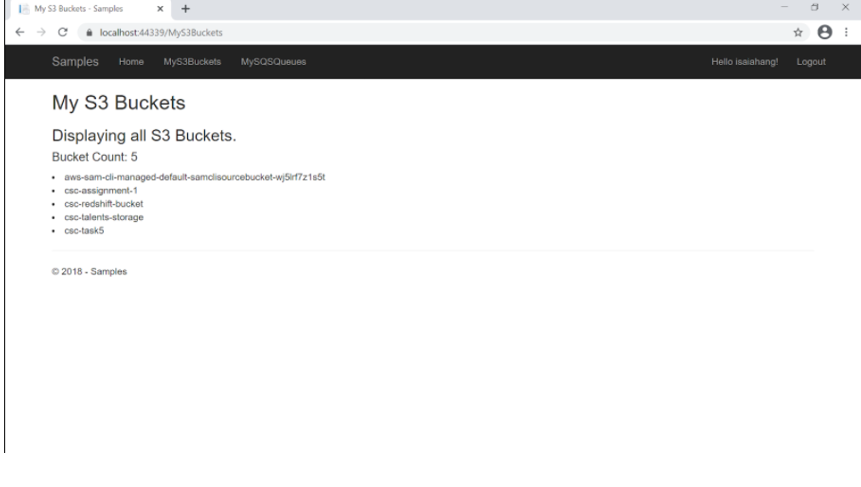 My S3 Buckets - Samples
localhost:44339/MyS3Buckets
Samples Home MyS3Buckets MySQSQueues Hello isaiahang! Logout
My S3 Buckets
Displaying all S3 Buckets.
Bucket Count: 5
aws-sam-cli-managed-default-samclisourcebucket-wj5lrf7z1s5t
csc-assignment-1
csc-redshift-bucket
csc-talents-storage
csc-task5
© 2018 - Samples